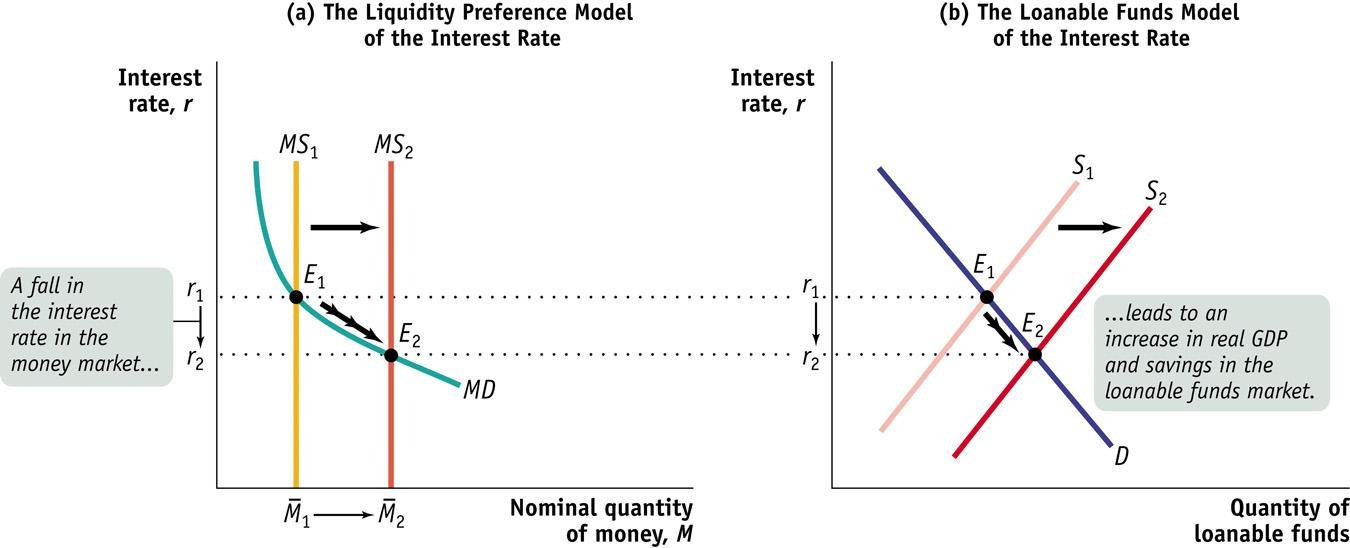 (a) The Liquidity Preference Model
of the Interest Rate
Interest
rate, r
MS₁
MS₂
E₁
E₂
r₁
r₂
MD
A fall in
the interest
rate in the
money market...
M̅₁
M̅₂
Nominal quantity
of money, M
(b) The Loanable Funds Model
of the Interest Rate
Interest
rate, r
S₁
S₂
E₁
E₂
r₁
r₂
D
...leads to an
increase in real GDP
and savings in the
loanable funds market.
Quantity of
loanable funds